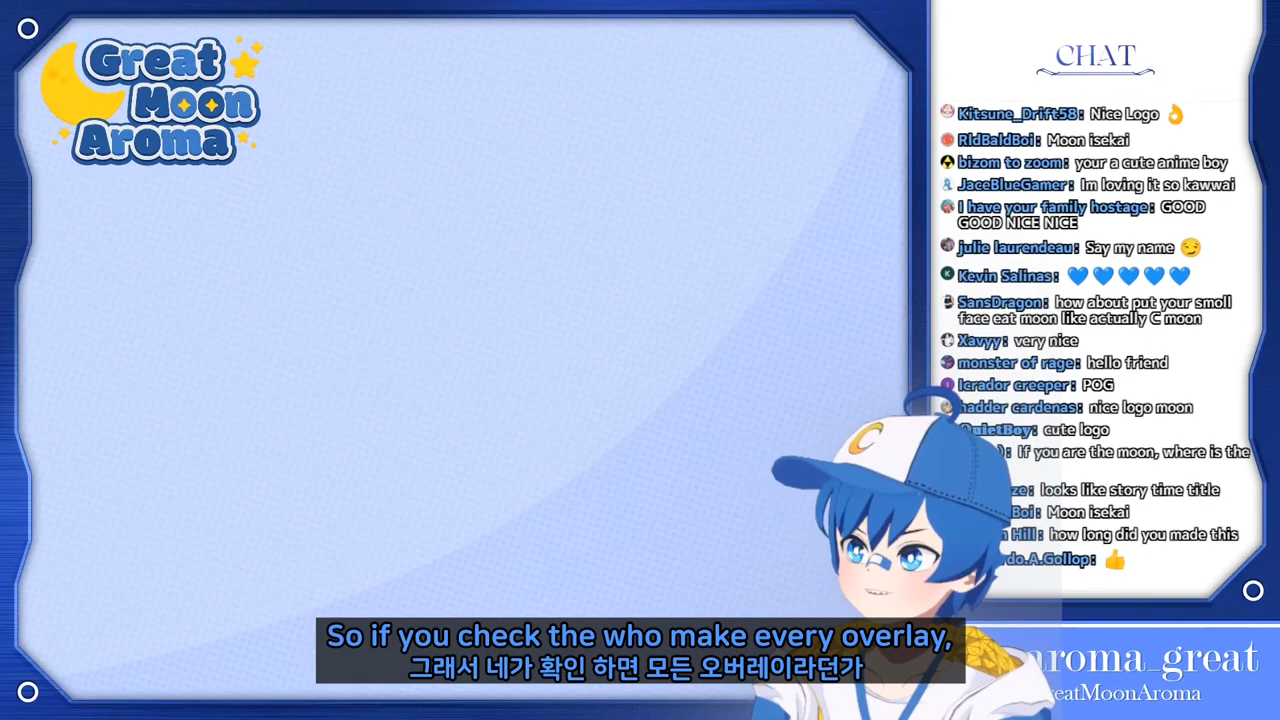 Great
Moon
Aroma
CHAT
Kitsune_Drift58: Nice Logo 👌
RldBaldBoi: Moon isekai
bizom to zoom: your a cute anime boy
JaceBlueGamer: Im loving it so kawwai
I have your family hostage: GOOD
GOOD NICE NICE
julie laurendeau: Say my name 😏
Kevin Salinas: 💙💙💙💙💙
SansDragon: how about put your smoll
face eat moon like actually C moon
Xavyy: very nice
monster of rage: hello friend
Icrador creeper: POG
hadder cardenas: nice logo moon
QuietBoy: cute logo
: If you are the moon, where is the
ze: looks like story time title
Boi: Moon isekai
Hill: how long did you made this
do.A.Gollop: 👍
So if you check the who make every overlay,
그래서 네가 확인 하면 모든 오버레이라던가
aroma_great
eatMoonAroma